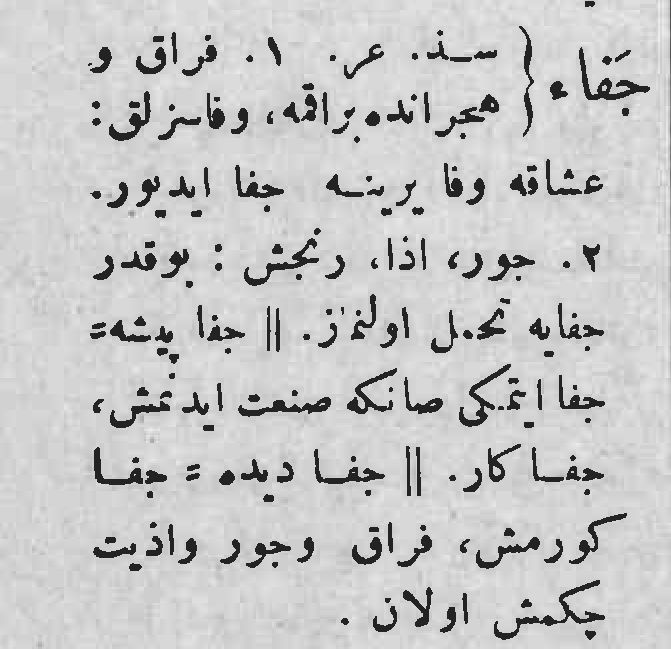 جَفاء { سـذ. عر. ١. فراق و
هجرانده براقمه، وفاسزلق:
عشاقه وفا يرينـه جفا ايديور.
٢. جور، اذا، رنجش : بوقدر
جفايه تحمل اولنمز. || جفا پيشه=
جفا ايتمكى صانكه صنعت ايدنمش،
جفـا كار. || جفـا ديده = جفـا
كورمش، فراق وجور واذيت
چكمش اولان .